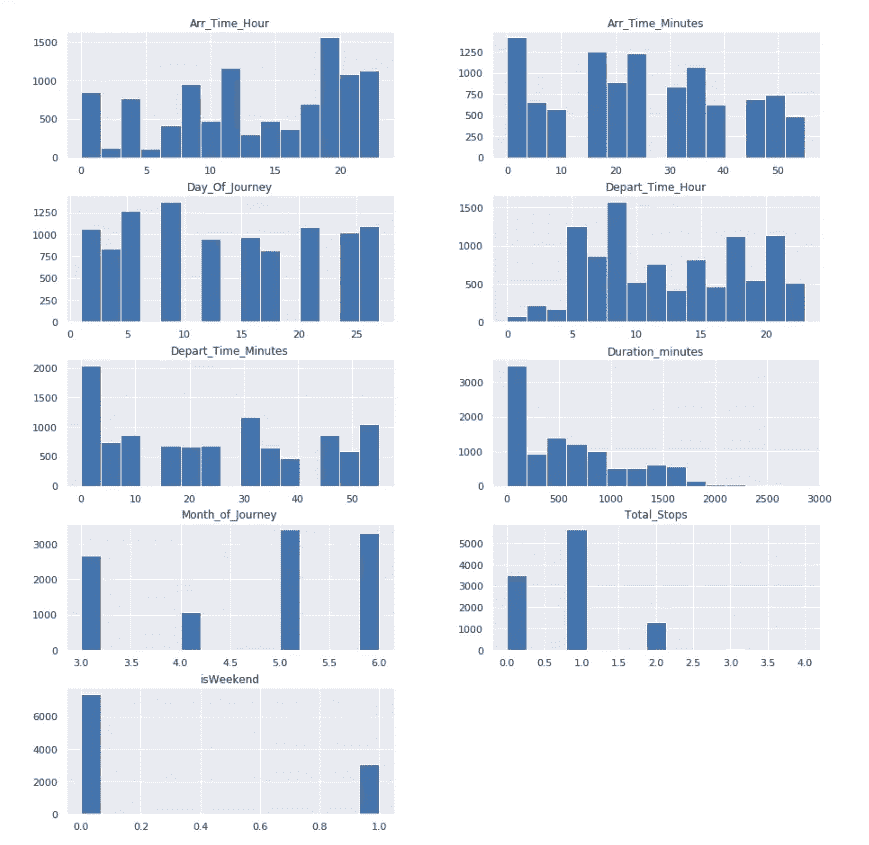 Arr_Time_Hour
1500
1000
500
0
0 5 10 15 20
Arr_Time_Minutes
1250
1000
750
500
250
0
0 10 20 30 40 50
Day_Of_Journey
1250
1000
750
500
250
0
0 5 10 15 20 25
Depart_Time_Hour
1500
1000
500
0
0 5 10 15 20
Depart_Time_Minutes
2000
1500
1000
500
0
0 10 20 30 40 50
Duration_minutes
3000
2000
1000
0
0 500 1000 1500 2000 2500 3000
Month_of_Journey
3000
2000
1000
0
3.0 3.5 4.0 4.5 5.0 5.5 6.0
Total_Stops
5000
4000
3000
2000
1000
0
0.0 0.5 1.0 1.5 2.0 2.5 3.0 3.5 4.0
isWeekend
6000
4000
2000
0
0.0 0.2 0.4 0.6 0.8 1.0